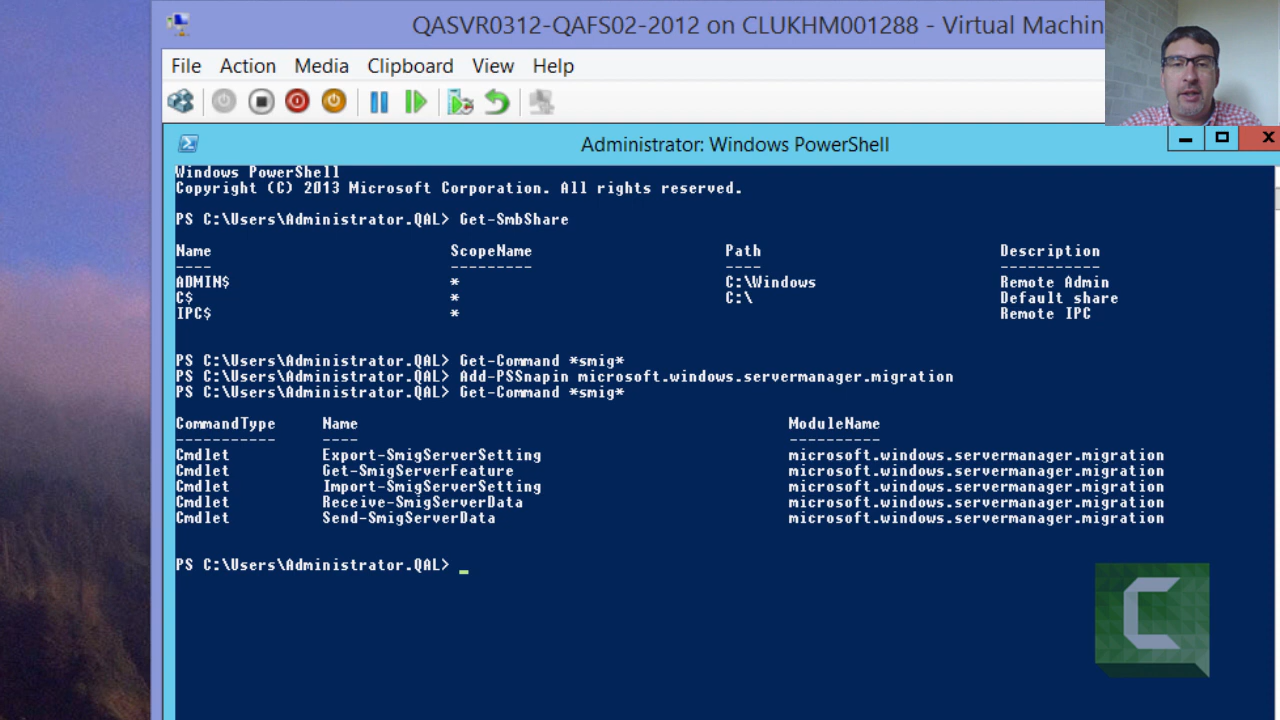 QASVR0312-QAFS02-2012 on CLUKHM001288 - Virtual Machin
File Action Media Clipboard View Help
Administrator: Windows PowerShell
Windows PowerShell
Copyright (C) 2013 Microsoft Corporation. All rights reserved.
PS C:\Users\Administrator.QAL> Get-SmbShare
Name ScopeName Path Description
---- --------- ---- -----------
ADMIN$ * C:\Windows Remote Admin
C$ * C:\ Default share
IPC$ * Remote IPC
PS C:\Users\Administrator.QAL> Get-Command *smig*
PS C:\Users\Administrator.QAL> Add-PSSnapin microsoft.windows.servermanager.migration
PS C:\Users\Administrator.QAL> Get-Command *smig*
CommandType Name ModuleName
----------- ---- ----------
Cmdlet Export-SmigServerSetting microsoft.windows.servermanager.migration
Cmdlet Get-SmigServerFeature microsoft.windows.servermanager.migration
Cmdlet Import-SmigServerSetting microsoft.windows.servermanager.migration
Cmdlet Receive-SmigServerData microsoft.windows.servermanager.migration
Cmdlet Send-SmigServerData microsoft.windows.servermanager.migration
PS C:\Users\Administrator.QAL> _
C